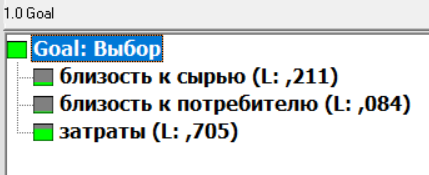 1.0 Goal
Goal: Выбор
близость к сырью (L: ,211)
близость к потребителю (L: ,084)
затраты (L: ,705)